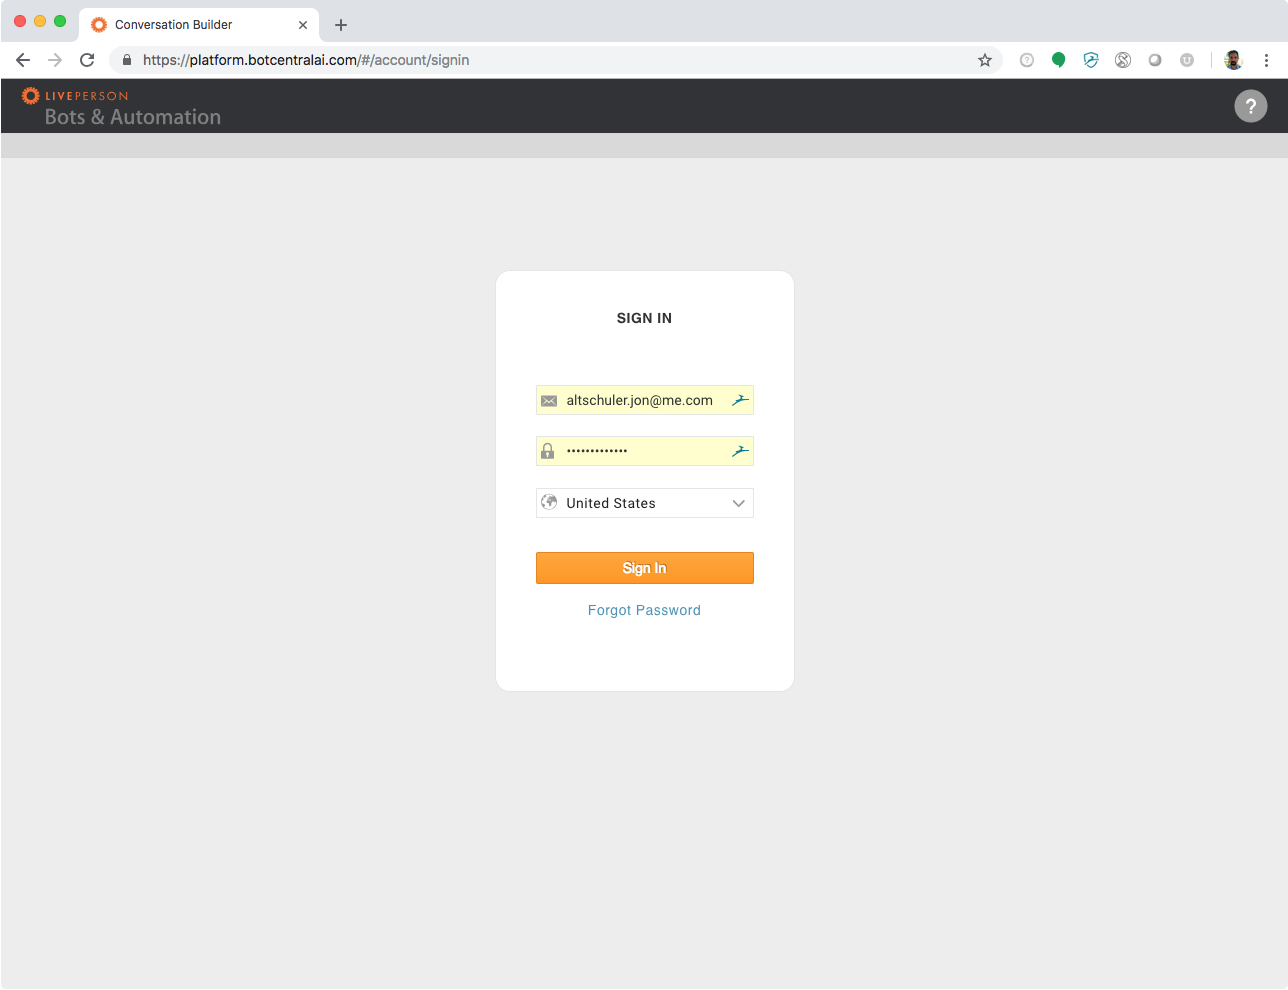 Conversation Builder
https://platform.botcentralai.com/#/account/signin
LIVEPERSON
Bots & Automation
?
SIGN IN
altschuler.jon@me.com
•••••••••••••
United States
Sign In
Forgot Password